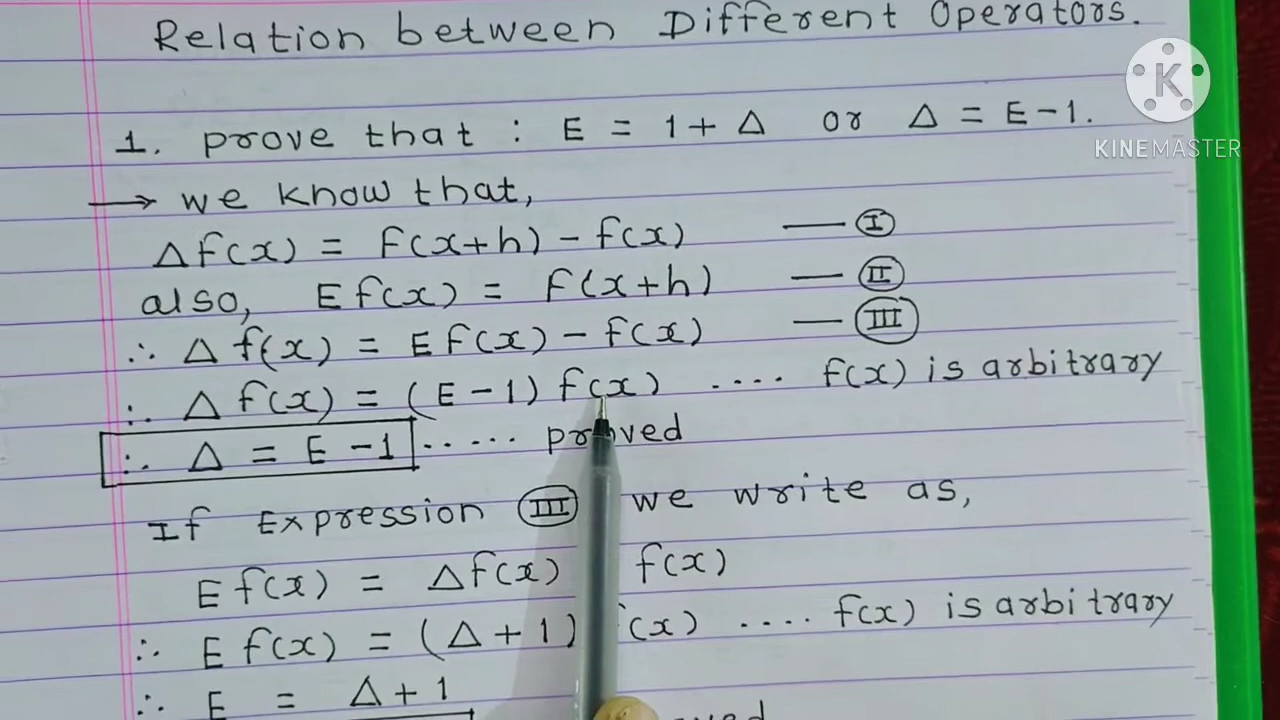 Relation between Different Operators.
K
KINEMASTER
1. prove that : E = 1 + Δ or Δ = E - 1.
→ we know that,
Δf(x) = f(x+h) - f(x) — I
also, Ef(x) = f(x+h) — II
∴ Δ f(x) = Ef(x) - f(x) — III
∴ Δ f(x) = (E - 1) f(x) .... f(x) is arbitrary
∴ Δ = E - 1 ..... proved
If Expression III we write as,
Ef(x) = Δf(x) f(x)
∴ Ef(x) = (Δ + 1) f(x) .... f(x) is arbitrary
∴ E = Δ + 1